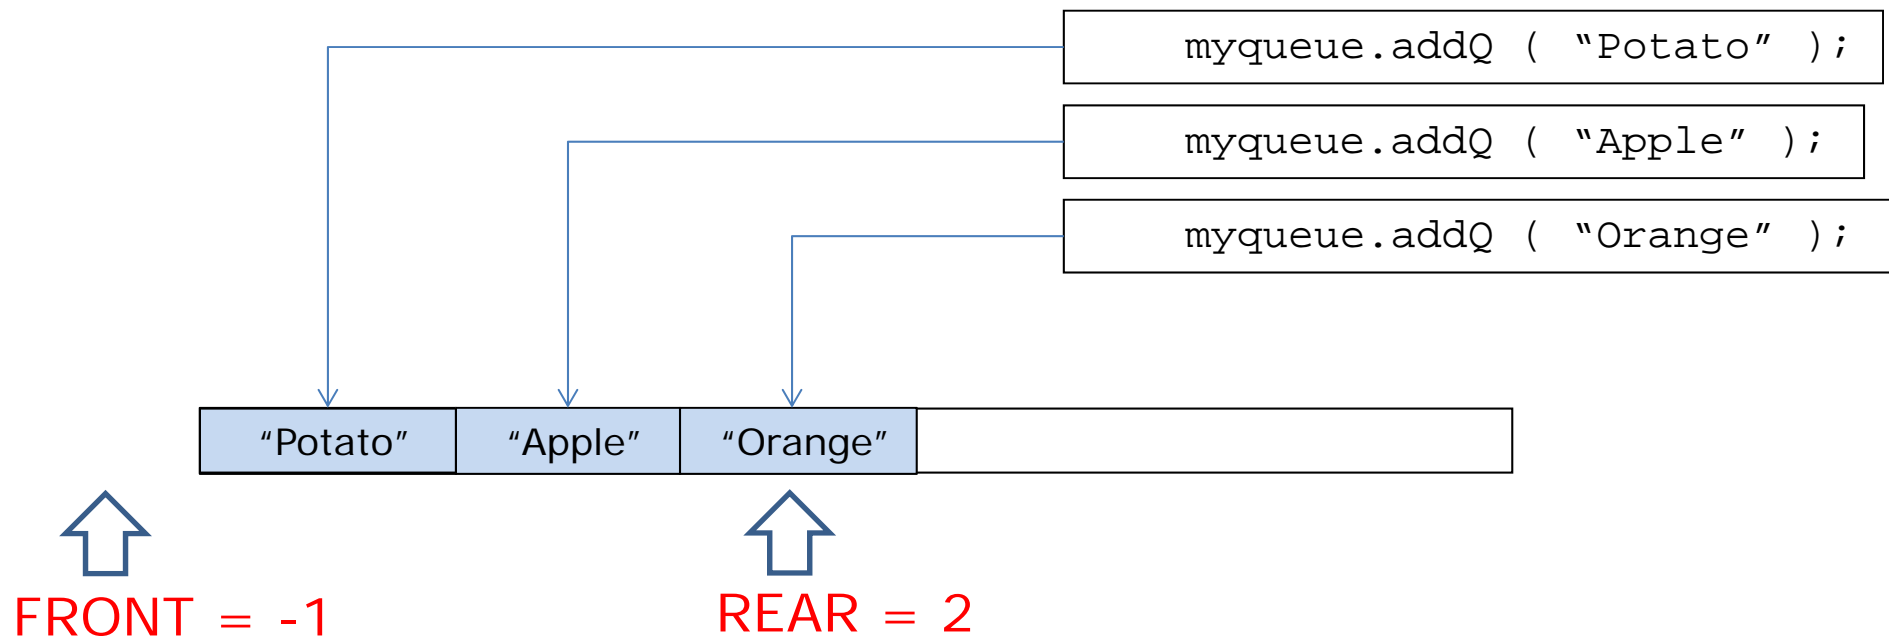 myqueue.addQ ( “Potato” );
myqueue.addQ ( “Apple” );
myqueue.addQ ( “Orange” );
“Potato” “Apple” “Orange”
FRONT = -1 REAR = 2